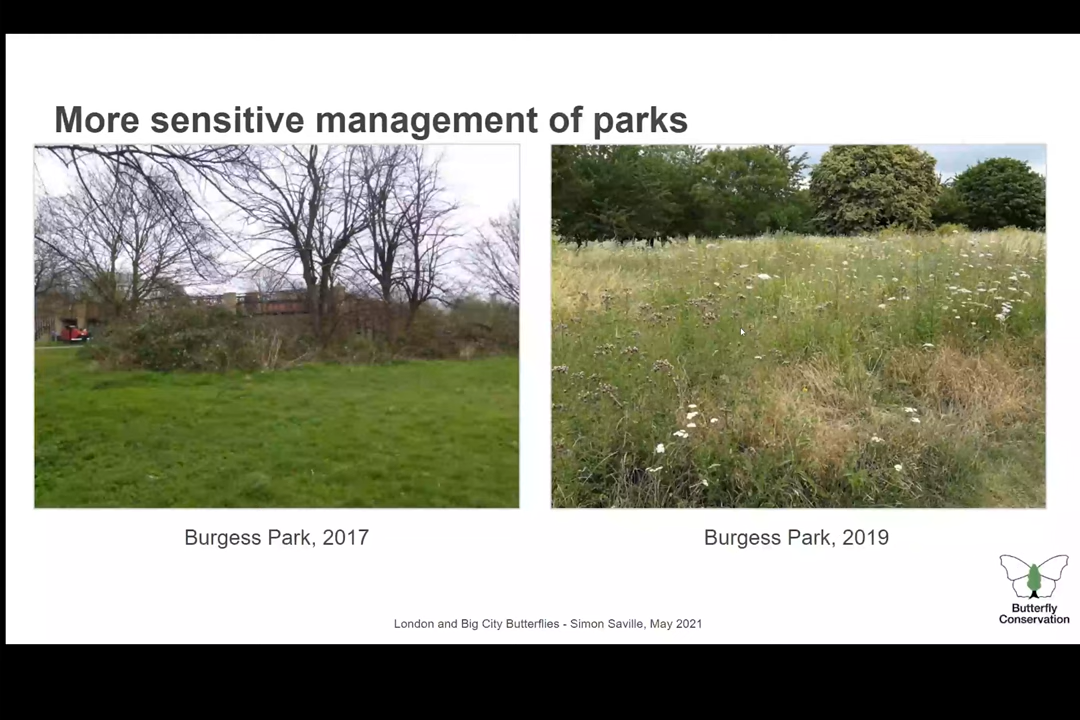 More sensitive management of parks
Burgess Park, 2017
Burgess Park, 2019
Butterfly
Conservation
London and Big City Butterflies - Simon Saville, May 2021